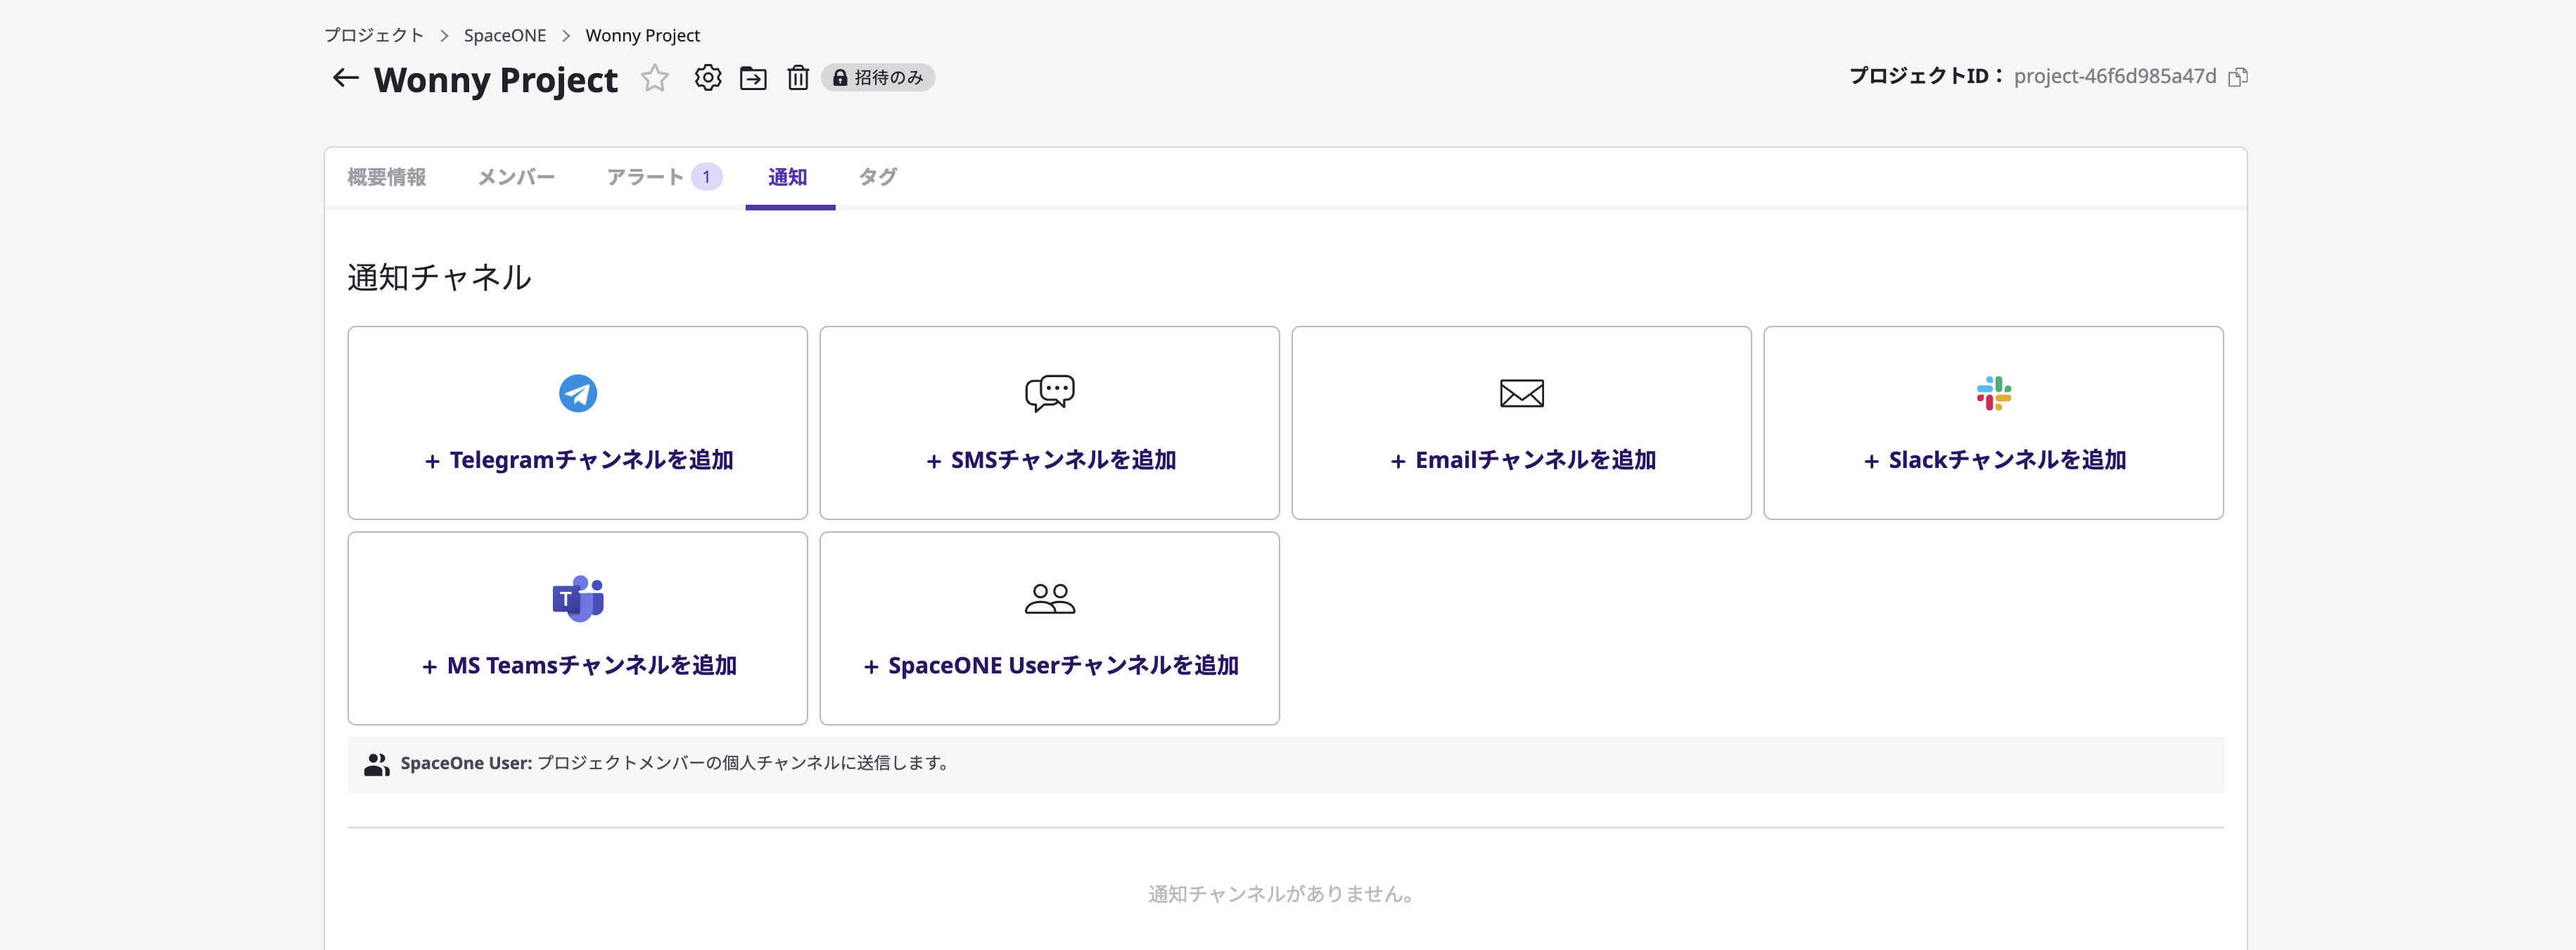 プロジェクト > SpaceONE > Wonny Project
Wonny Project 招待のみ
プロジェクトID： project-46f6d985a47d
概要情報 メンバー アラート 1 通知 タグ
通知チャネル
+ Telegramチャンネルを追加
+ SMSチャンネルを追加
+ Emailチャンネルを追加
+ Slackチャンネルを追加
T
+ MS Teamsチャンネルを追加
+ SpaceONE Userチャンネルを追加
SpaceOne User: プロジェクトメンバーの個人チャンネルに送信します。
通知チャンネルがありません。